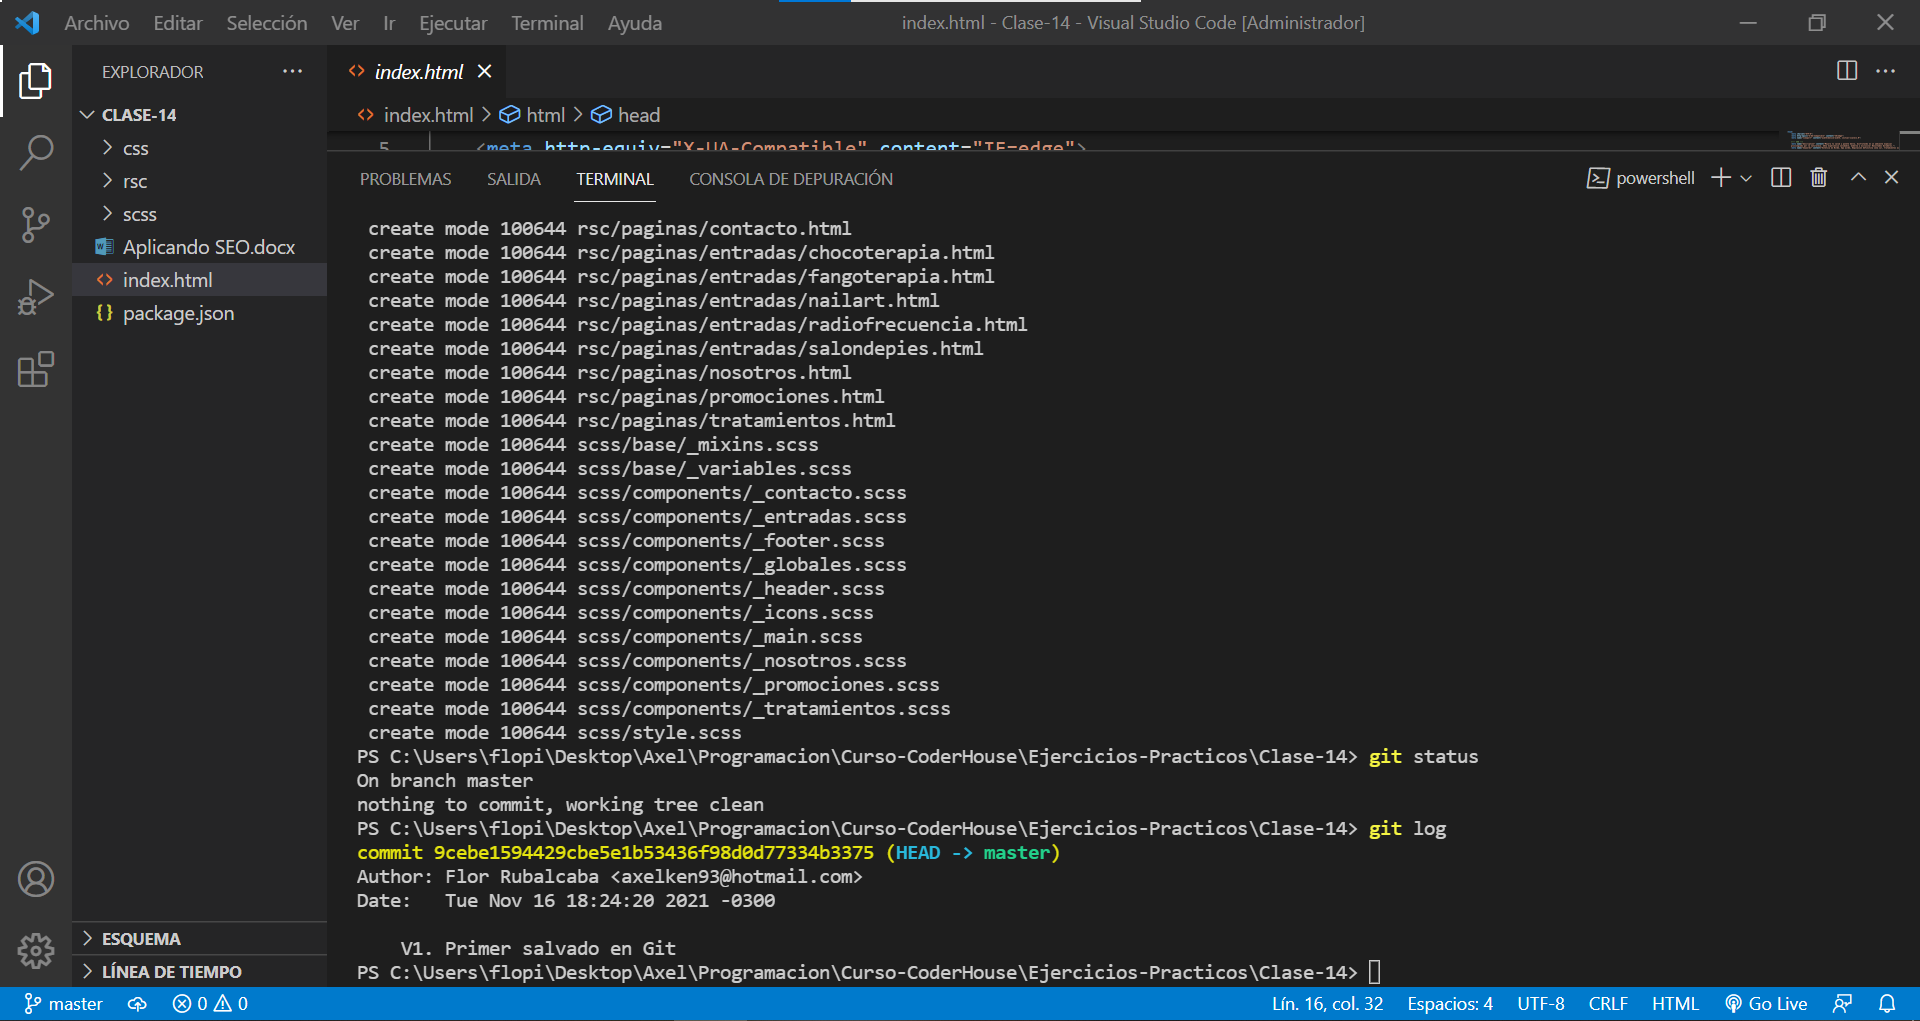 Archivo Editar Selección Ver Ir Ejecutar Terminal Ayuda
index.html - Clase-14 - Visual Studio Code [Administrador]
EXPLORADOR
CLASE-14
css
rsc
scss
Aplicando SEO.docx
index.html
package.json
ESQUEMA
LÍNEA DE TIEMPO
index.html
index.html > html > head
5 <meta http-equiv="X-UA-Compatible" content="IE=edge">
PROBLEMAS SALIDA TERMINAL CONSOLA DE DEPURACIÓN
powershell
create mode 100644 rsc/paginas/contacto.html
create mode 100644 rsc/paginas/entradas/chocoterapia.html
create mode 100644 rsc/paginas/entradas/fangoterapia.html
create mode 100644 rsc/paginas/entradas/nailart.html
create mode 100644 rsc/paginas/entradas/radiofrecuencia.html
create mode 100644 rsc/paginas/entradas/salondepies.html
create mode 100644 rsc/paginas/nosotros.html
create mode 100644 rsc/paginas/promociones.html
create mode 100644 rsc/paginas/tratamientos.html
create mode 100644 scss/base/_mixins.scss
create mode 100644 scss/base/_variables.scss
create mode 100644 scss/components/_contacto.scss
create mode 100644 scss/components/_entradas.scss
create mode 100644 scss/components/_footer.scss
create mode 100644 scss/components/_globales.scss
create mode 100644 scss/components/_header.scss
create mode 100644 scss/components/_icons.scss
create mode 100644 scss/components/_main.scss
create mode 100644 scss/components/_nosotros.scss
create mode 100644 scss/components/_promociones.scss
create mode 100644 scss/components/_tratamientos.scss
create mode 100644 scss/style.scss
PS C:\Users\flopi\Desktop\Axel\Programacion\Curso-CoderHouse\Ejercicios-Practicos\Clase-14> git status
On branch master
nothing to commit, working tree clean
PS C:\Users\flopi\Desktop\Axel\Programacion\Curso-CoderHouse\Ejercicios-Practicos\Clase-14> git log
commit 9cebe1594429cbe5e1b53436f98d0d77334b3375 (HEAD -> master)
Author: Flor Rubalcaba <axelken93@hotmail.com>
Date:   Tue Nov 16 18:24:20 2021 -0300
V1. Primer salvado en Git
PS C:\Users\flopi\Desktop\Axel\Programacion\Curso-CoderHouse\Ejercicios-Practicos\Clase-14>
master 0 0
Lín. 16, col. 32 Espacios: 4 UTF-8 CRLF HTML Go Live